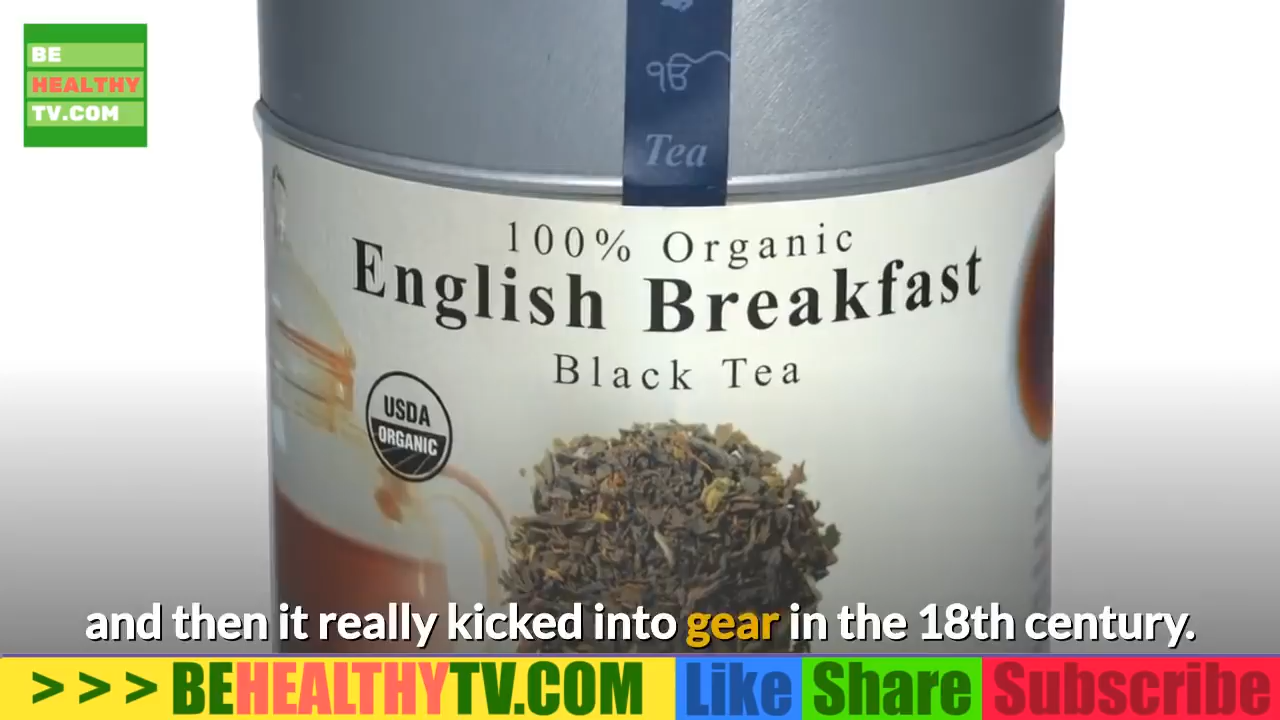 BE
HEALTHY
TV.COM
ੴ
Tea
100% Organic
English Breakfast
Black Tea
USDA
ORGANIC
and then it really kicked into gear in the 18th century.
> > > BEHEALTHYTV.COM Like Share Subscribe